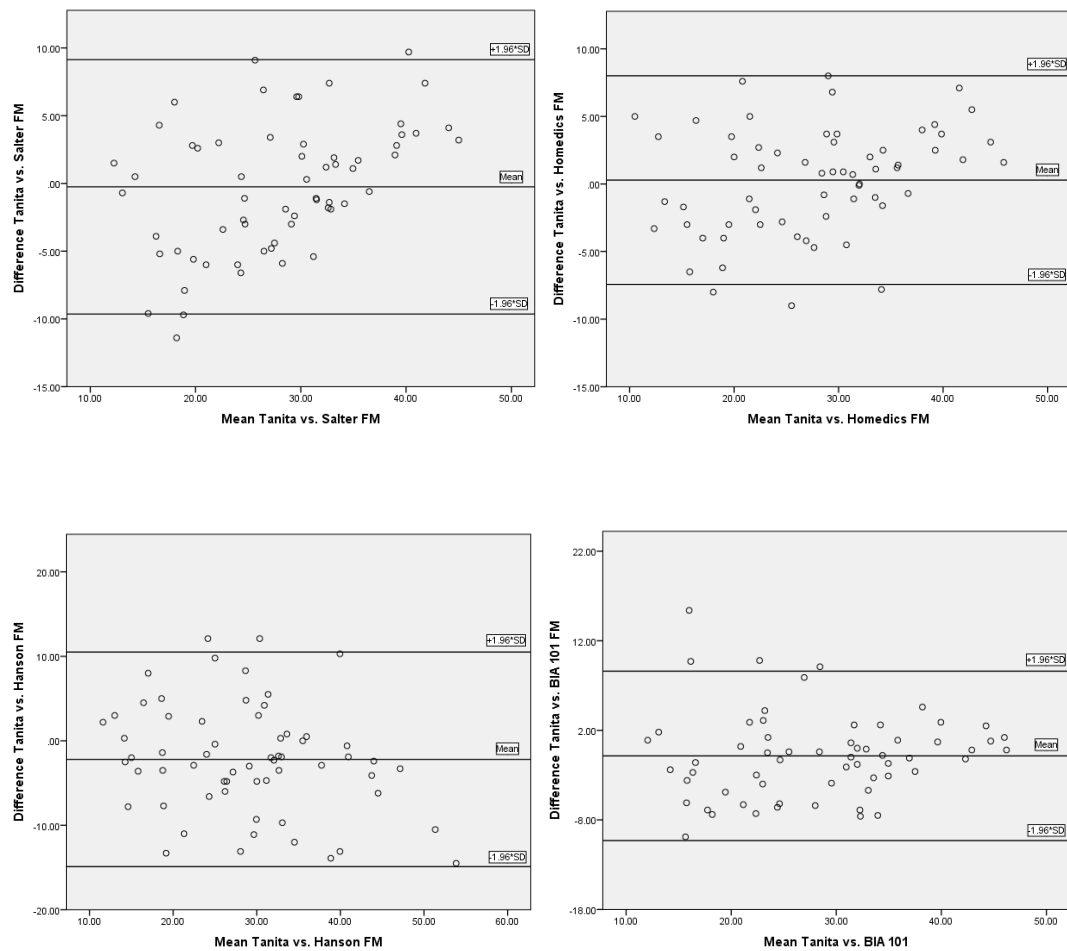 10.00
5.00
.00
-5.00
-10.00
-15.00
+1.96*SD
Mean
-1.96*SD
10.00 20.00 30.00 40.00 50.00
Difference Tanita vs. Salter FM
Mean Tanita vs. Salter FM
10.00
5.00
.00
-5.00
-10.00
-15.00
+1.96*SD
Mean
-1.96*SD
10.00 20.00 30.00 40.00 50.00
Difference Tanita vs. Homedics FM
Mean Tanita vs. Homedics FM
20.00
10.00
.00
-10.00
-20.00
+1.96*SD
Mean
-1.96*SD
10.00 20.00 30.00 40.00 50.00 60.00
Difference Tanita vs. Hanson FM
Mean Tanita vs. Hanson FM
22.00
12.00
2.00
-8.00
-18.00
+1.96*SD
Mean
-1.96*SD
10.00 20.00 30.00 40.00 50.00
Difference Tanita vs. BIA 101 FM
Mean Tanita vs. BIA 101